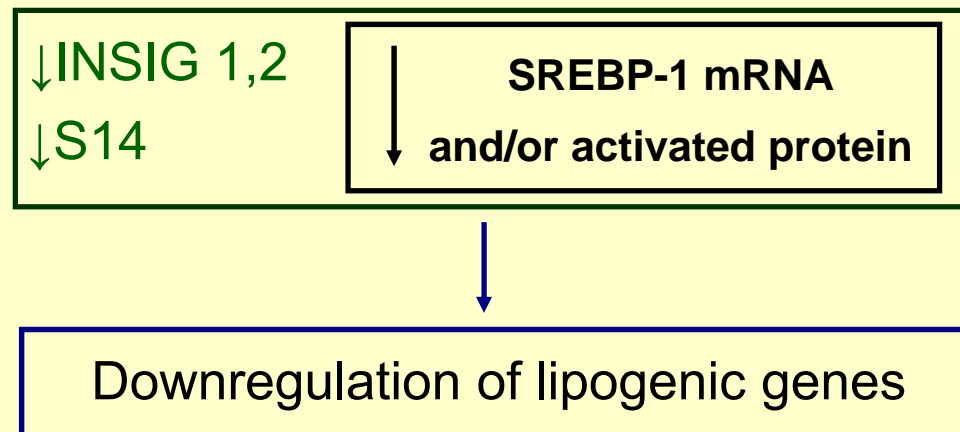 ↓INSIG 1,2
↓S14
SREBP-1 mRNA
and/or activated protein
Downregulation of lipogenic genes